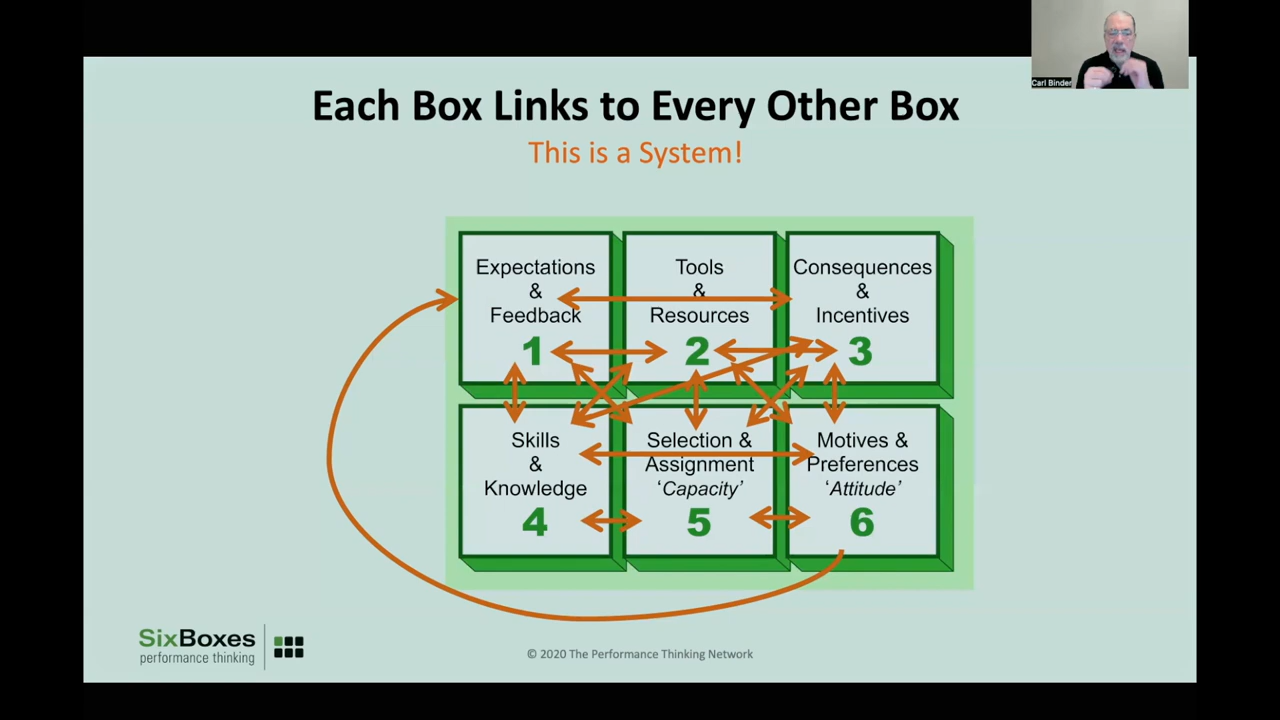 Carl Binder
Each Box Links to Every Other Box
This is a System!
Expectations
&
Feedback
1
Tools
&
Resources
2
Consequences
&
Incentives
3
Skills
&
Knowledge
4
Selection &
Assignment
‘Capacity’
5
Motives &
Preferences
‘Attitude’
6
SixBoxes
performance thinking
© 2020 The Performance Thinking Network